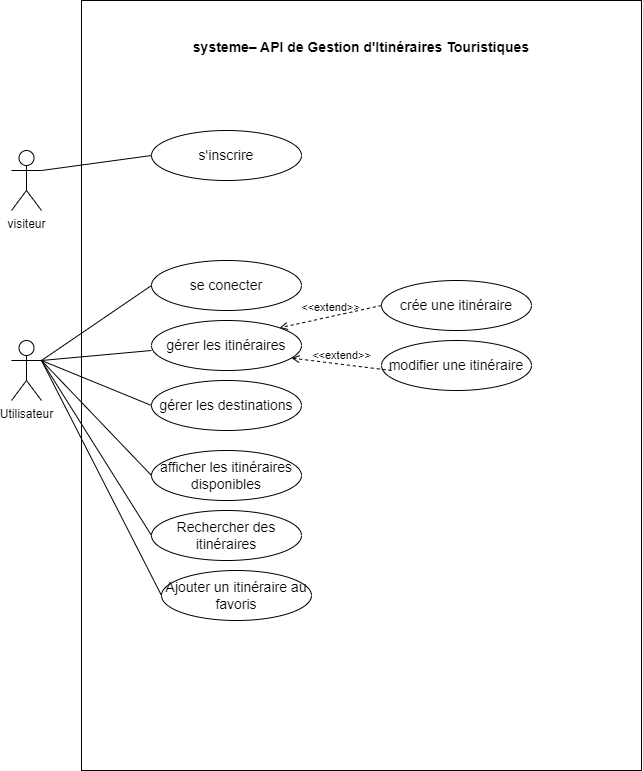 systeme– API de Gestion d'Itinéraires Touristiques
s'inscrire
visiteur
se conecter
<<extend>>
crée une itinéraire
gérer les itinéraires
<<extend>>
modifier une itinéraire
Utilisateur
gérer les destinations
afficher les itinéraires
disponibles
Rechercher des
itinéraires
Ajouter un itinéraire au
favoris